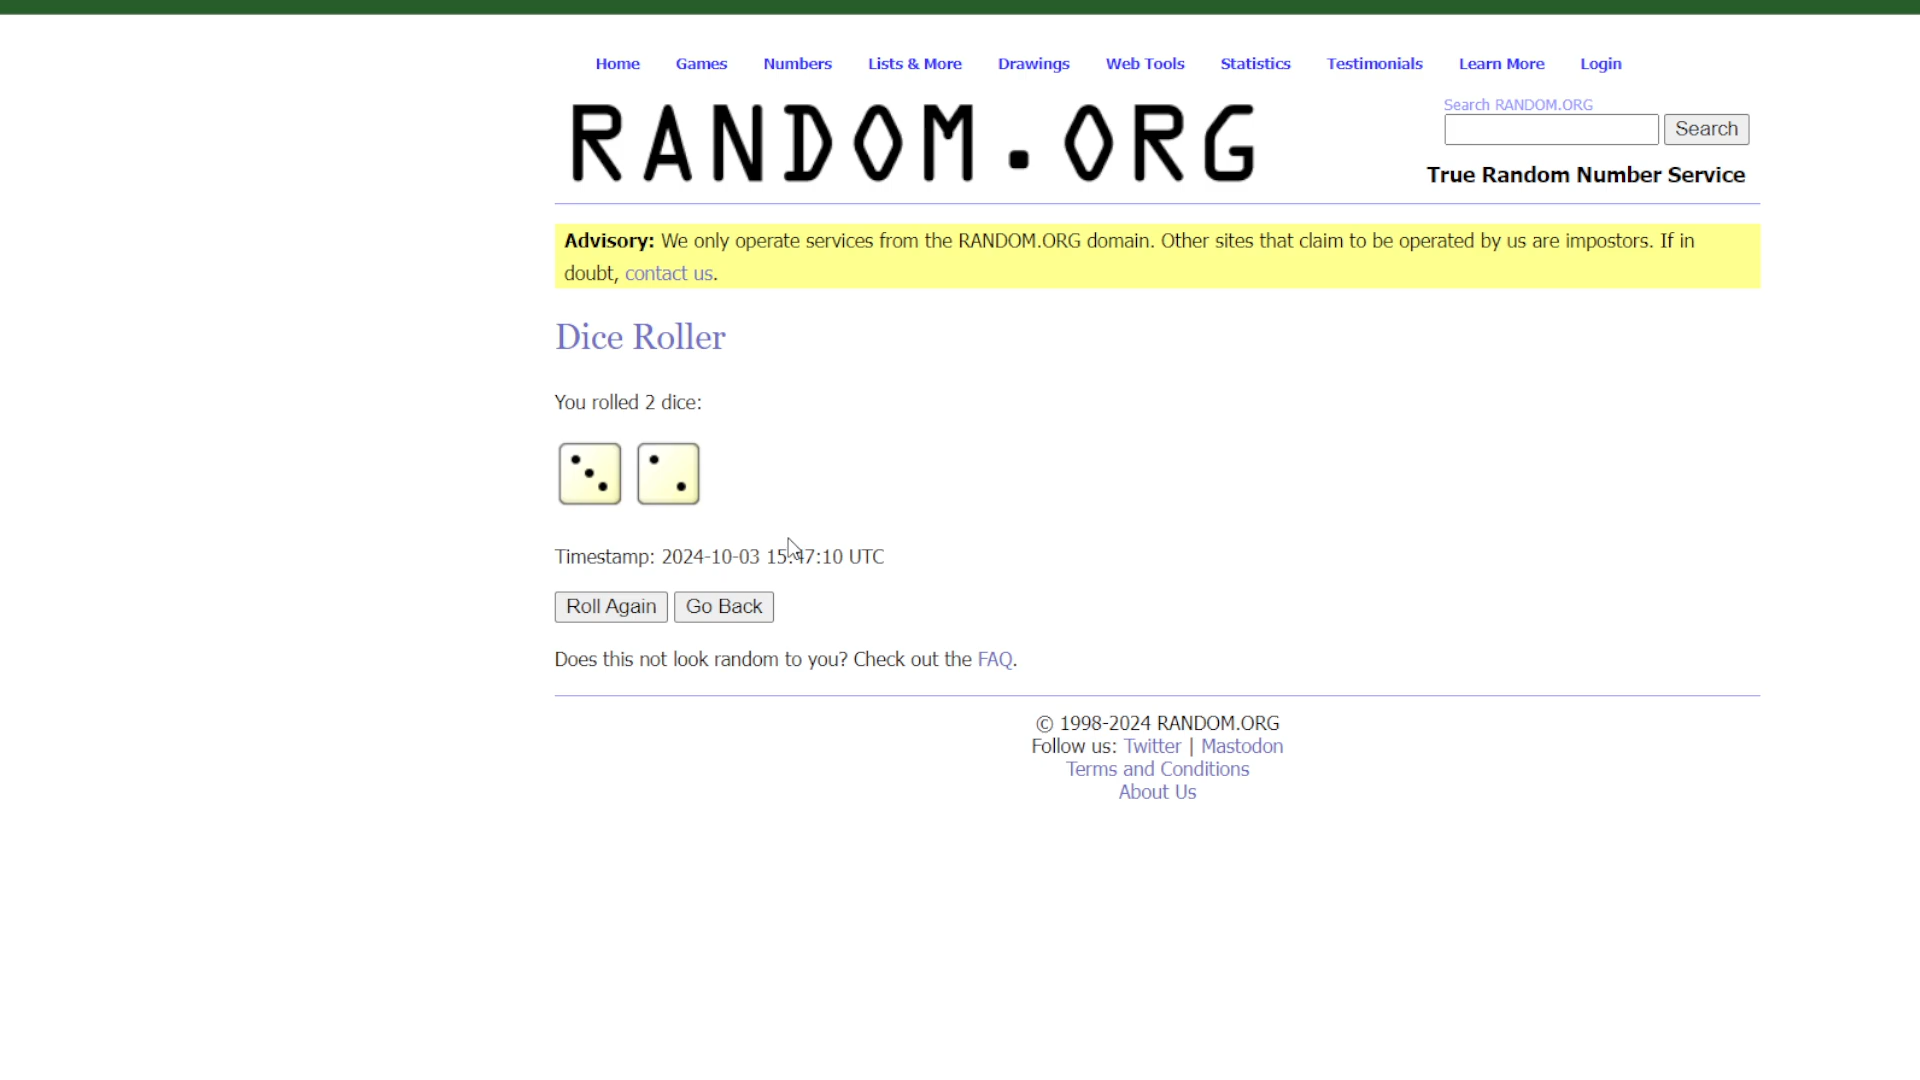 Home Games Numbers Lists & More Drawings Web Tools Statistics Testimonials Learn More Login
RANDOM.ORG
Search RANDOM.ORG
Search
True Random Number Service
Advisory: We only operate services from the RANDOM.ORG domain. Other sites that claim to be operated by us are impostors. If in
doubt, contact us.
Dice Roller
You rolled 2 dice:
Timestamp: 2024-10-03 15:47:10 UTC
Roll Again Go Back
Does this not look random to you? Check out the FAQ.
© 1998-2024 RANDOM.ORG
Follow us: Twitter | Mastodon
Terms and Conditions
About Us